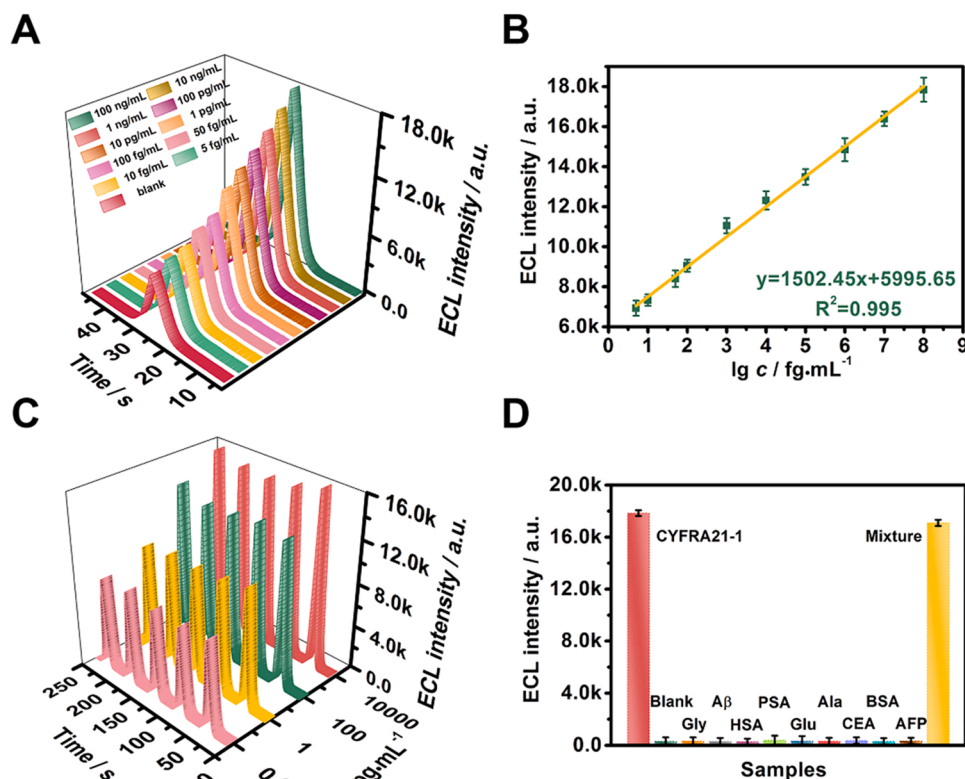 A
100 ng/mL
10 ng/mL
1 ng/mL
100 pg/mL
10 pg/mL
1 pg/mL
100 fg/mL
50 fg/mL
10 fg/mL
5 fg/mL
blank
18.0k
12.0k
6.0k
0.0
ECL intensity / a.u.
40
30
20
10
Time / s
B
18.0k
16.0k
14.0k
12.0k
10.0k
8.0k
6.0k
ECL intensity / a.u.
y=1502.45x+5995.65
R²=0.995
0 1 2 3 4 5 6 7 8 9
lg c / fg·mL⁻¹
C
16.0k
12.0k
8.0k
4.0k
0.0
ECL intensity / a.u.
250
200
150
100
50
Time / s
10000
100
1
D
20.0k
16.0k
12.0k
8.0k
4.0k
0.0
ECL intensity / a.u.
CYFRA21-1
Mixture
Blank Aβ PSA Ala BSA
Gly HSA Glu CEA AFP
Samples